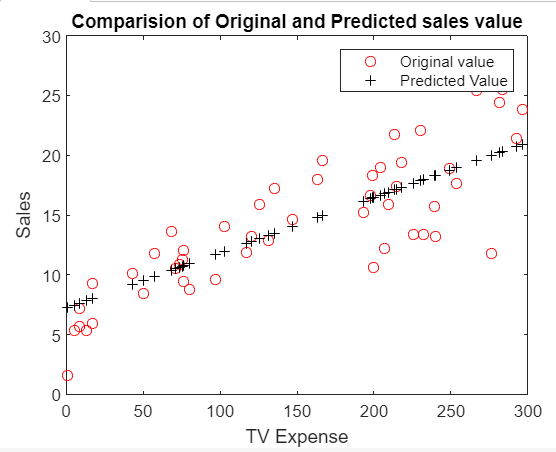 Comparision of Original and Predicted sales value
Original value
Predicted Value
30
25
20
15
10
5
0
Sales
0 50 100 150 200 250 300
TV Expense